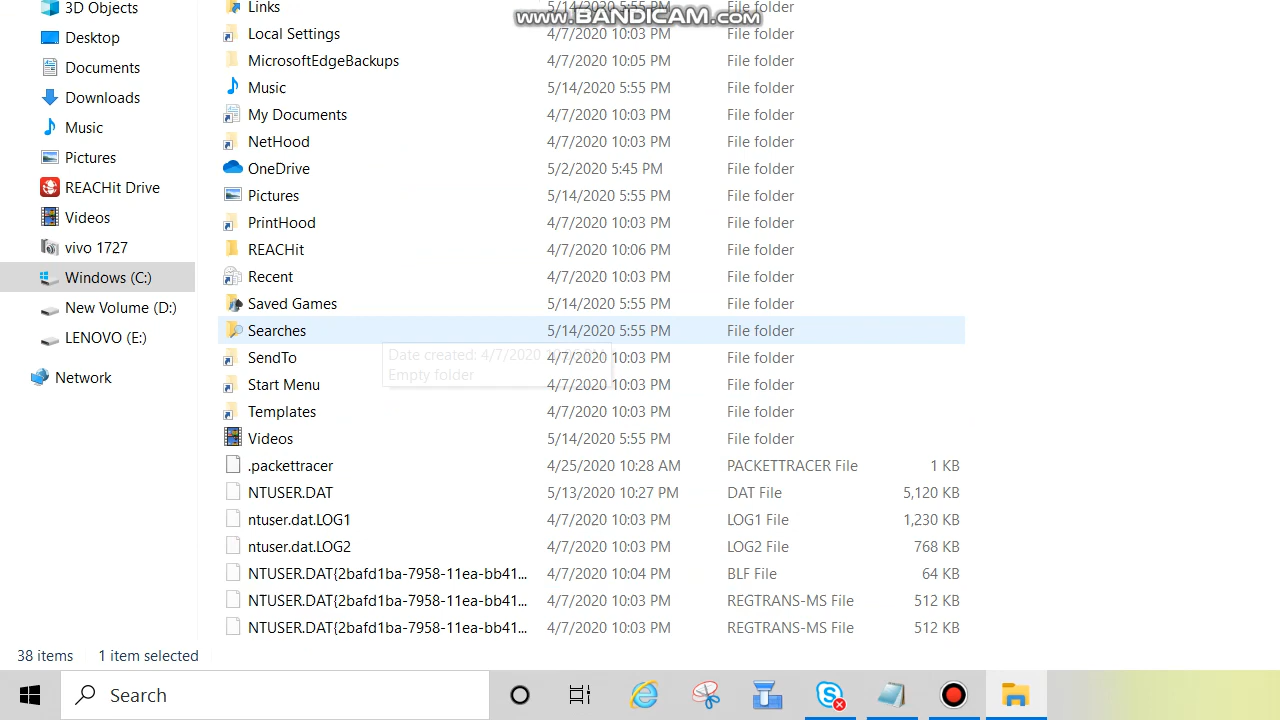 www.BANDICAM.com
3D Objects
Desktop
Documents
Downloads
Music
Pictures
REACHit Drive
Videos
vivo 1727
Windows (C:)
New Volume (D:)
LENOVO (E:)
Network
Links 5/14/2020 5:55 PM File folder
Local Settings 4/7/2020 10:03 PM File folder
MicrosoftEdgeBackups 4/7/2020 10:05 PM File folder
Music 5/14/2020 5:55 PM File folder
My Documents 4/7/2020 10:03 PM File folder
NetHood 4/7/2020 10:03 PM File folder
OneDrive 5/2/2020 5:45 PM File folder
Pictures 5/14/2020 5:55 PM File folder
PrintHood 4/7/2020 10:03 PM File folder
REACHit 4/7/2020 10:06 PM File folder
Recent 4/7/2020 10:03 PM File folder
Saved Games 5/14/2020 5:55 PM File folder
Searches 5/14/2020 5:55 PM File folder
SendTo 4/7/2020 10:03 PM File folder
Date created: 4/7/2020
Empty folder
Start Menu 4/7/2020 10:03 PM File folder
Templates 4/7/2020 10:03 PM File folder
Videos 5/14/2020 5:55 PM File folder
.packettracer 4/25/2020 10:28 AM PACKETTRACER File 1 KB
NTUSER.DAT 5/13/2020 10:27 PM DAT File 5,120 KB
ntuser.dat.LOG1 4/7/2020 10:03 PM LOG1 File 1,230 KB
ntuser.dat.LOG2 4/7/2020 10:03 PM LOG2 File 768 KB
NTUSER.DAT{2bafd1ba-7958-11ea-bb41... 4/7/2020 10:04 PM BLF File 64 KB
NTUSER.DAT{2bafd1ba-7958-11ea-bb41... 4/7/2020 10:03 PM REGTRANS-MS File 512 KB
NTUSER.DAT{2bafd1ba-7958-11ea-bb41... 4/7/2020 10:03 PM REGTRANS-MS File 512 KB
38 items 1 item selected
Search